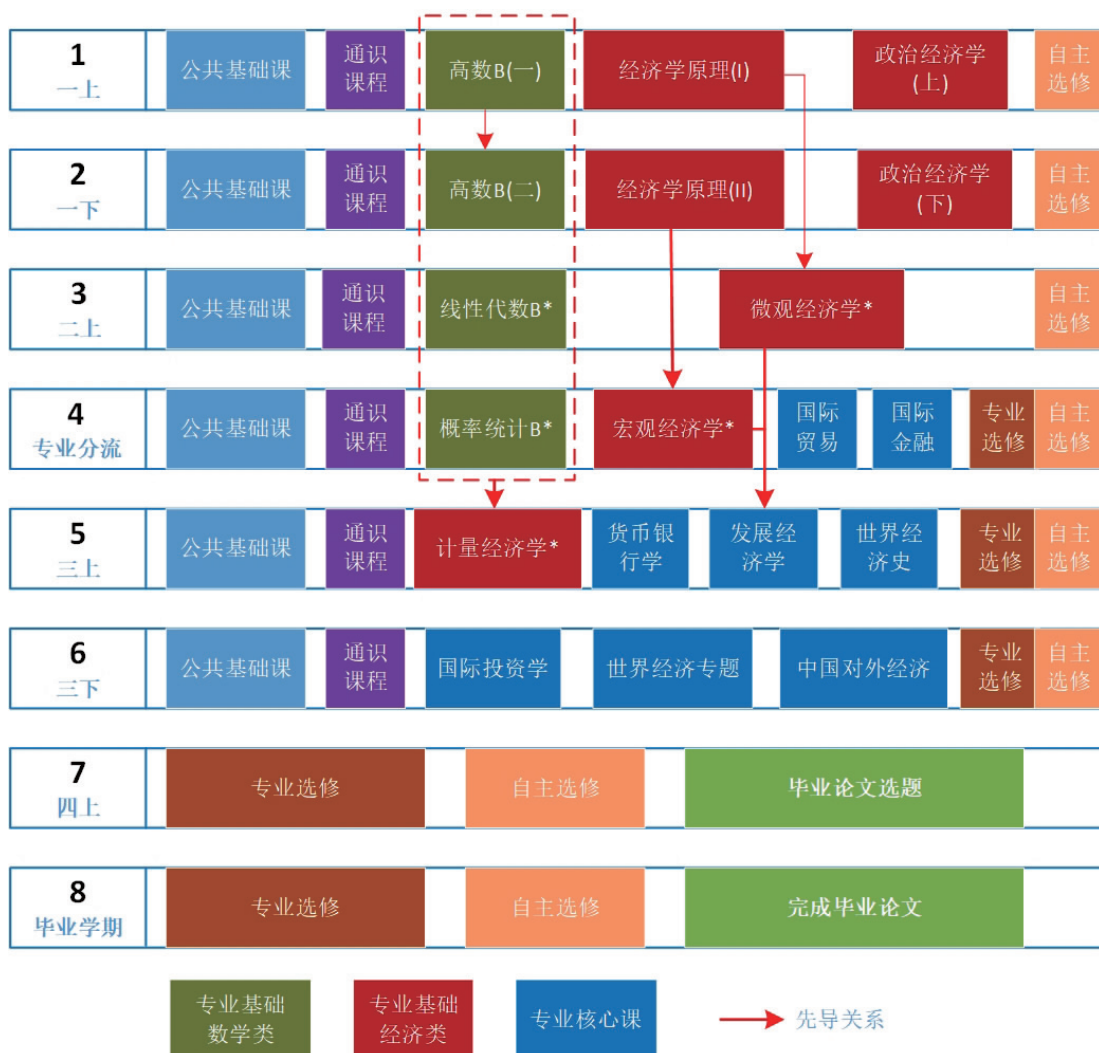 1
一上
公共基础课
通识
课程
高数B(一)
经济学原理(I)
政治经济学
(上)
自主
选修
2
一下
公共基础课
通识
课程
高数B(二)
经济学原理(II)
政治经济学
(下)
自主
选修
3
二上
公共基础课
通识
课程
线性代数B*
微观经济学*
自主
选修
4
专业分流
公共基础课
通识
课程
概率统计B*
宏观经济学*
国际
贸易
国际
金融
专业
选修
自主
选修
5
三上
公共基础课
通识
课程
计量经济学*
货币银
行学
发展经
济学
世界经
济史
专业
选修
自主
选修
6
三下
公共基础课
通识
课程
国际投资学
世界经济专题
中国对外经济
专业
选修
自主
选修
7
四上
专业选修
自主选修
毕业论文选题
8
毕业学期
专业选修
自主选修
完成毕业论文
专业基础
数学类
专业基础
经济类
专业核心课
先导关系